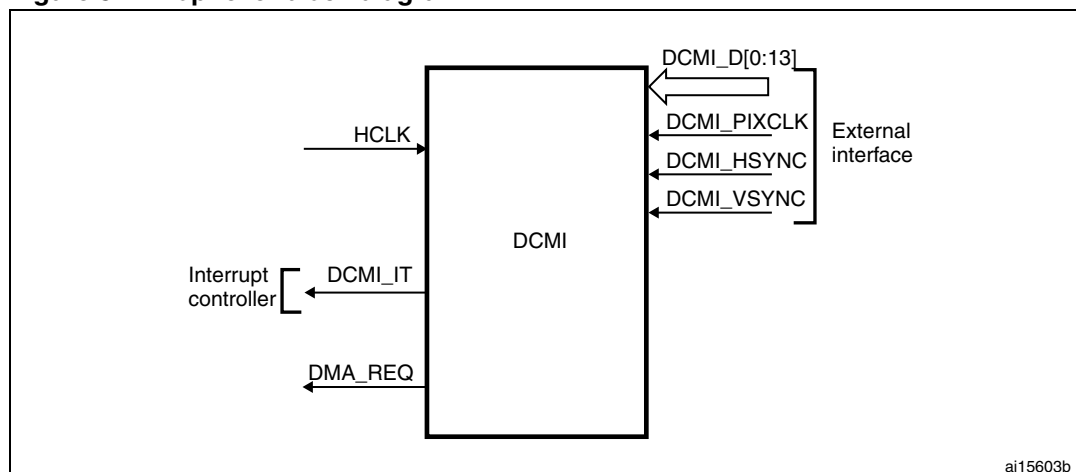 DCMI_D[0:13]
DCMI_PIXCLK
HCLK
External
interface
DCMI_HSYNC
DCMI_VSYNC
DCMI
Interrupt
controller
DCMI_IT
DMA_REQ
ai15603b